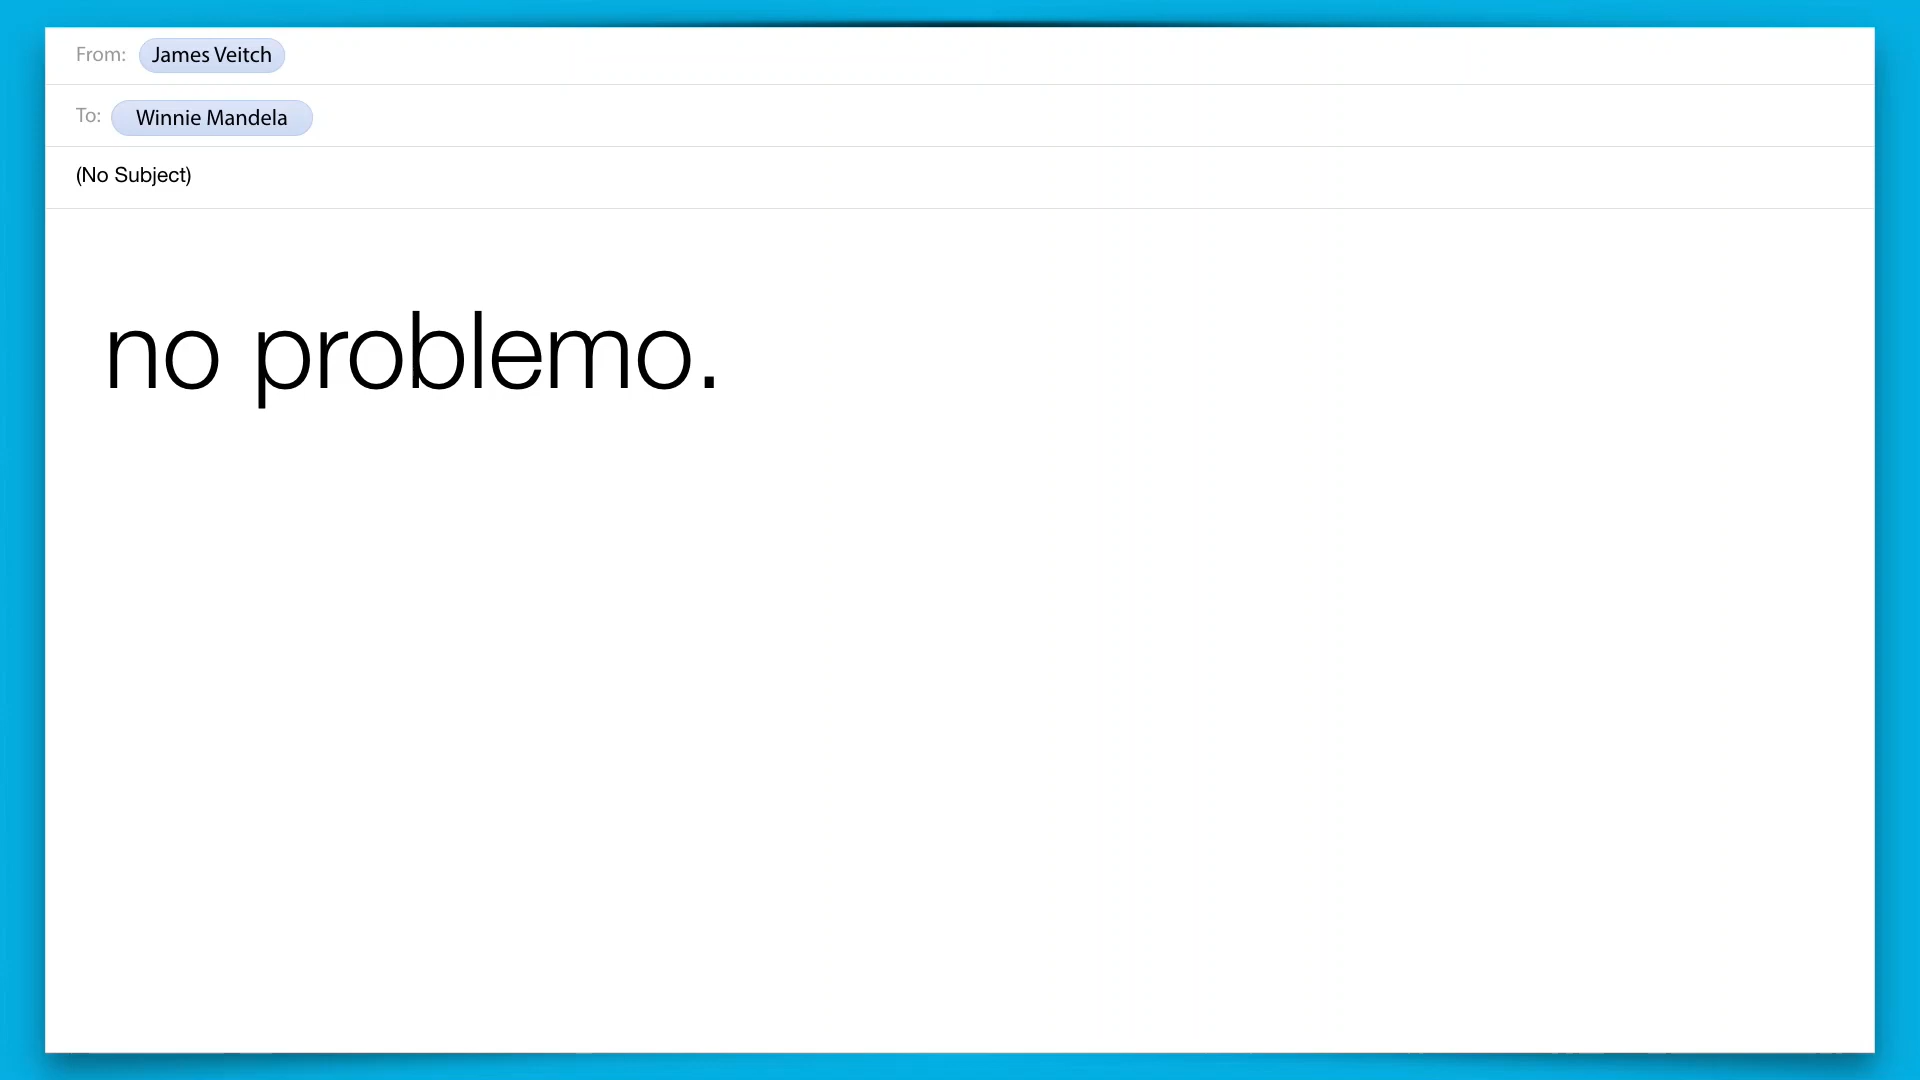 From: James Veitch
To: Winnie Mandela
(No Subject)
no problemo.